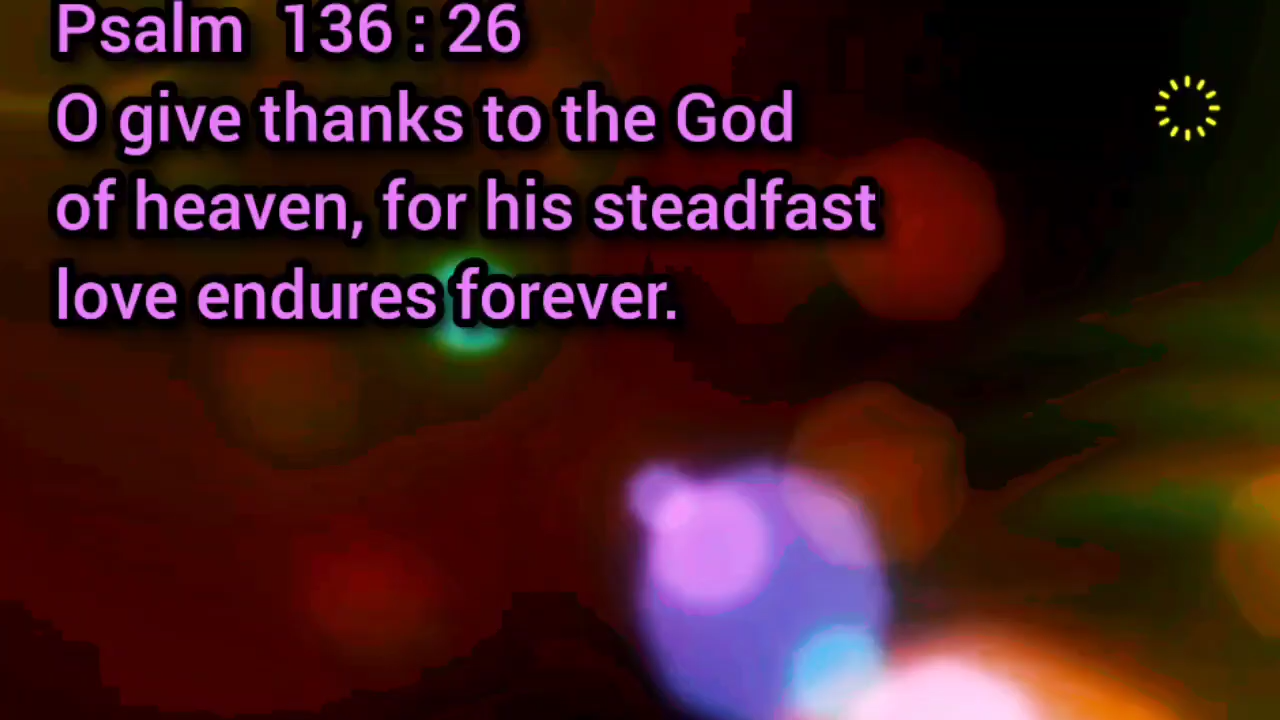 Psalm 136 : 26
O give thanks to the God
of heaven, for his steadfast
love endures forever.